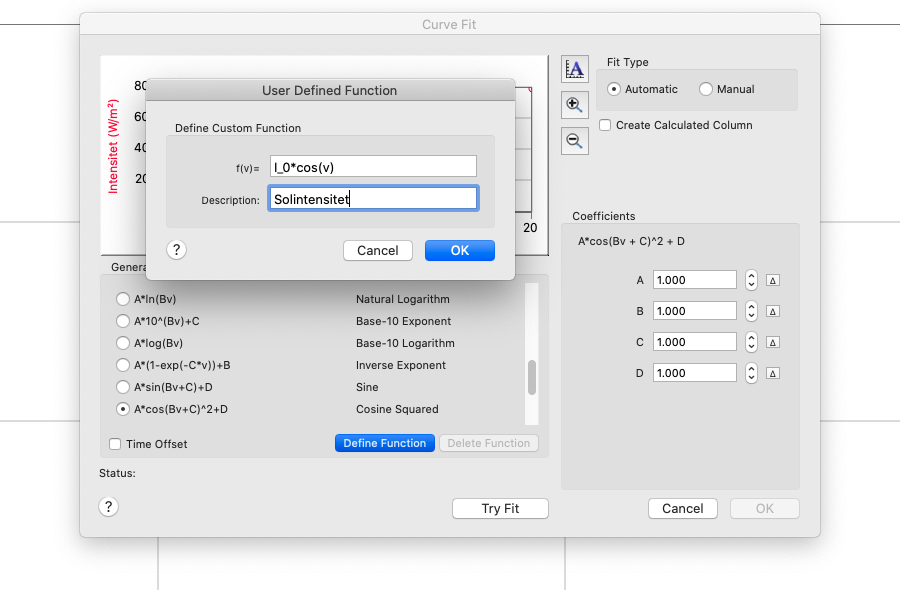 Curve Fit
Intensitet (W/m²)
80
60
40
20
20
User Defined Function
Define Custom Function
f(v)= I_0*cos(v)
Description: Solintensitet
? Cancel OK
A
Fit Type
Automatic Manual
Create Calculated Column
Coefficients
A*cos(Bv + C)^2 + D
A 1.000 Δ
B 1.000 Δ
C 1.000 Δ
D 1.000 Δ
A*ln(Bv) Natural Logarithm
A*10^(Bv)+C Base-10 Exponent
A*log(Bv) Base-10 Logarithm
A*(1-exp(-C*v))+B Inverse Exponent
A*sin(Bv+C)+D Sine
A*cos(Bv+C)^2+D Cosine Squared
Time Offset Define Function Delete Function
Status:
? Try Fit Cancel OK